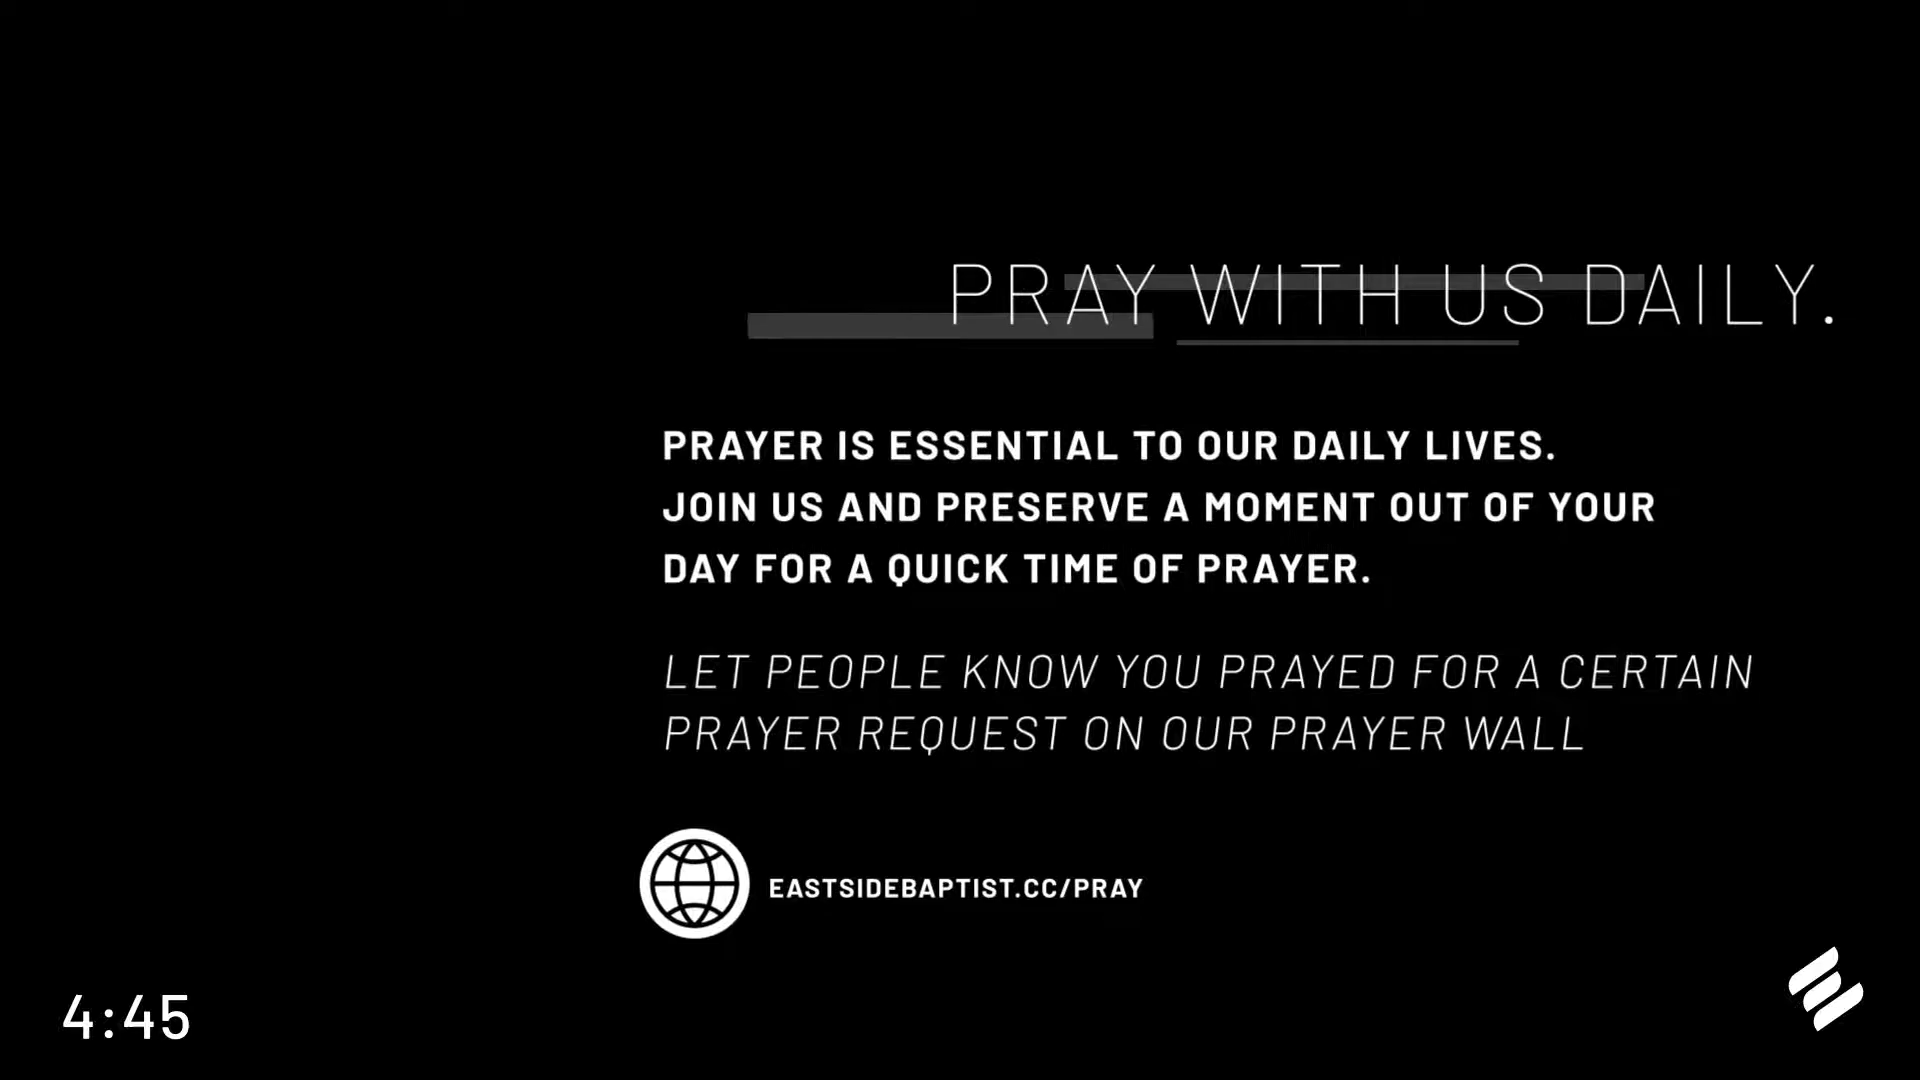 PRAY WITH US DAILY.
PRAYER IS ESSENTIAL TO OUR DAILY LIVES.
JOIN US AND PRESERVE A MOMENT OUT OF YOUR
DAY FOR A QUICK TIME OF PRAYER.
LET PEOPLE KNOW YOU PRAYED FOR A CERTAIN
PRAYER REQUEST ON OUR PRAYER WALL
EASTSIDEBAPTIST.CC/PRAY
4:45